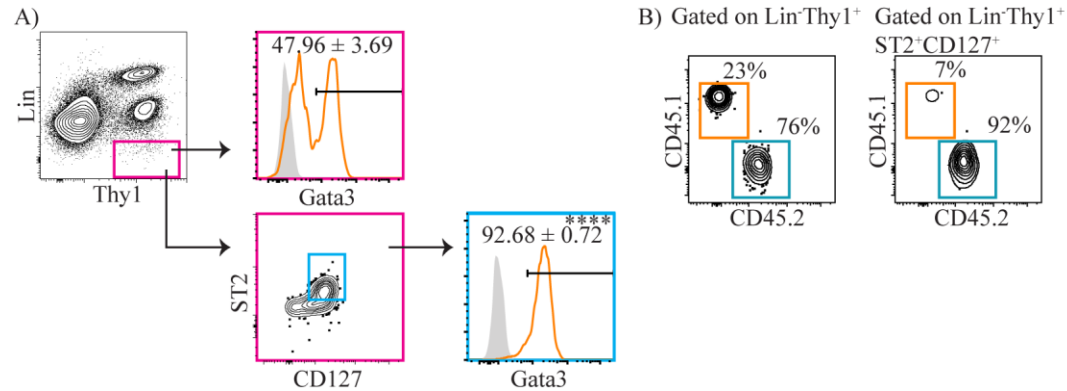 A)
Lin
Thy1
47.96 ± 3.69
Gata3
ST2
CD127
****
92.68 ± 0.72
Gata3
B) Gated on Lin⁻Thy1⁺
23%
76%
CD45.1
CD45.2
Gated on Lin⁻Thy1⁺
ST2⁺CD127⁺
7%
92%
CD45.1
CD45.2